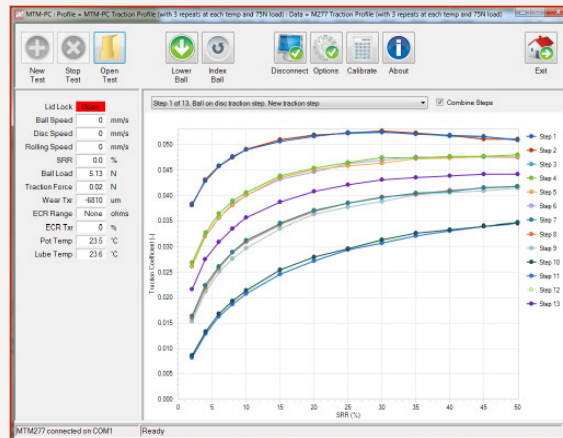 MTM-PC : Profile = MTM-PC Traction Profile (with 3 repeats at each temp and 75N load) : Data = M277 Traction Profile (with 3 repeats at each temp and 75N load)
New Test
Stop Test
Open Test
Lower Ball
Index Ball
Disconnect
Options
Calibrate
About
Exit
Lid Lock Open
Ball Speed 0 mm/s
Disc Speed 0 mm/s
Rolling Speed 0 mm/s
SRR 0.0 %
Ball Load 5.13 N
Traction Force 0.02 N
Wear Txr -6810 um
ECR Range None ohms
ECR Txr 0 %
Pot Temp 23.5 °C
Lube Temp 23.6 °C
Step 1 of 13. Ball on disc traction step. New traction step
Combine Steps
Traction Coefficient (.)
0.050
0.045
0.040
0.035
0.030
0.025
0.020
0.015
0.010
0.005
0.000
0 5 10 15 20 25 30 35 40 45 50
SRR (%)
Step 1
Step 2
Step 3
Step 4
Step 5
Step 6
Step 7
Step 8
Step 9
Step 10
Step 11
Step 12
Step 13
MTM277 connected on COM1
Ready